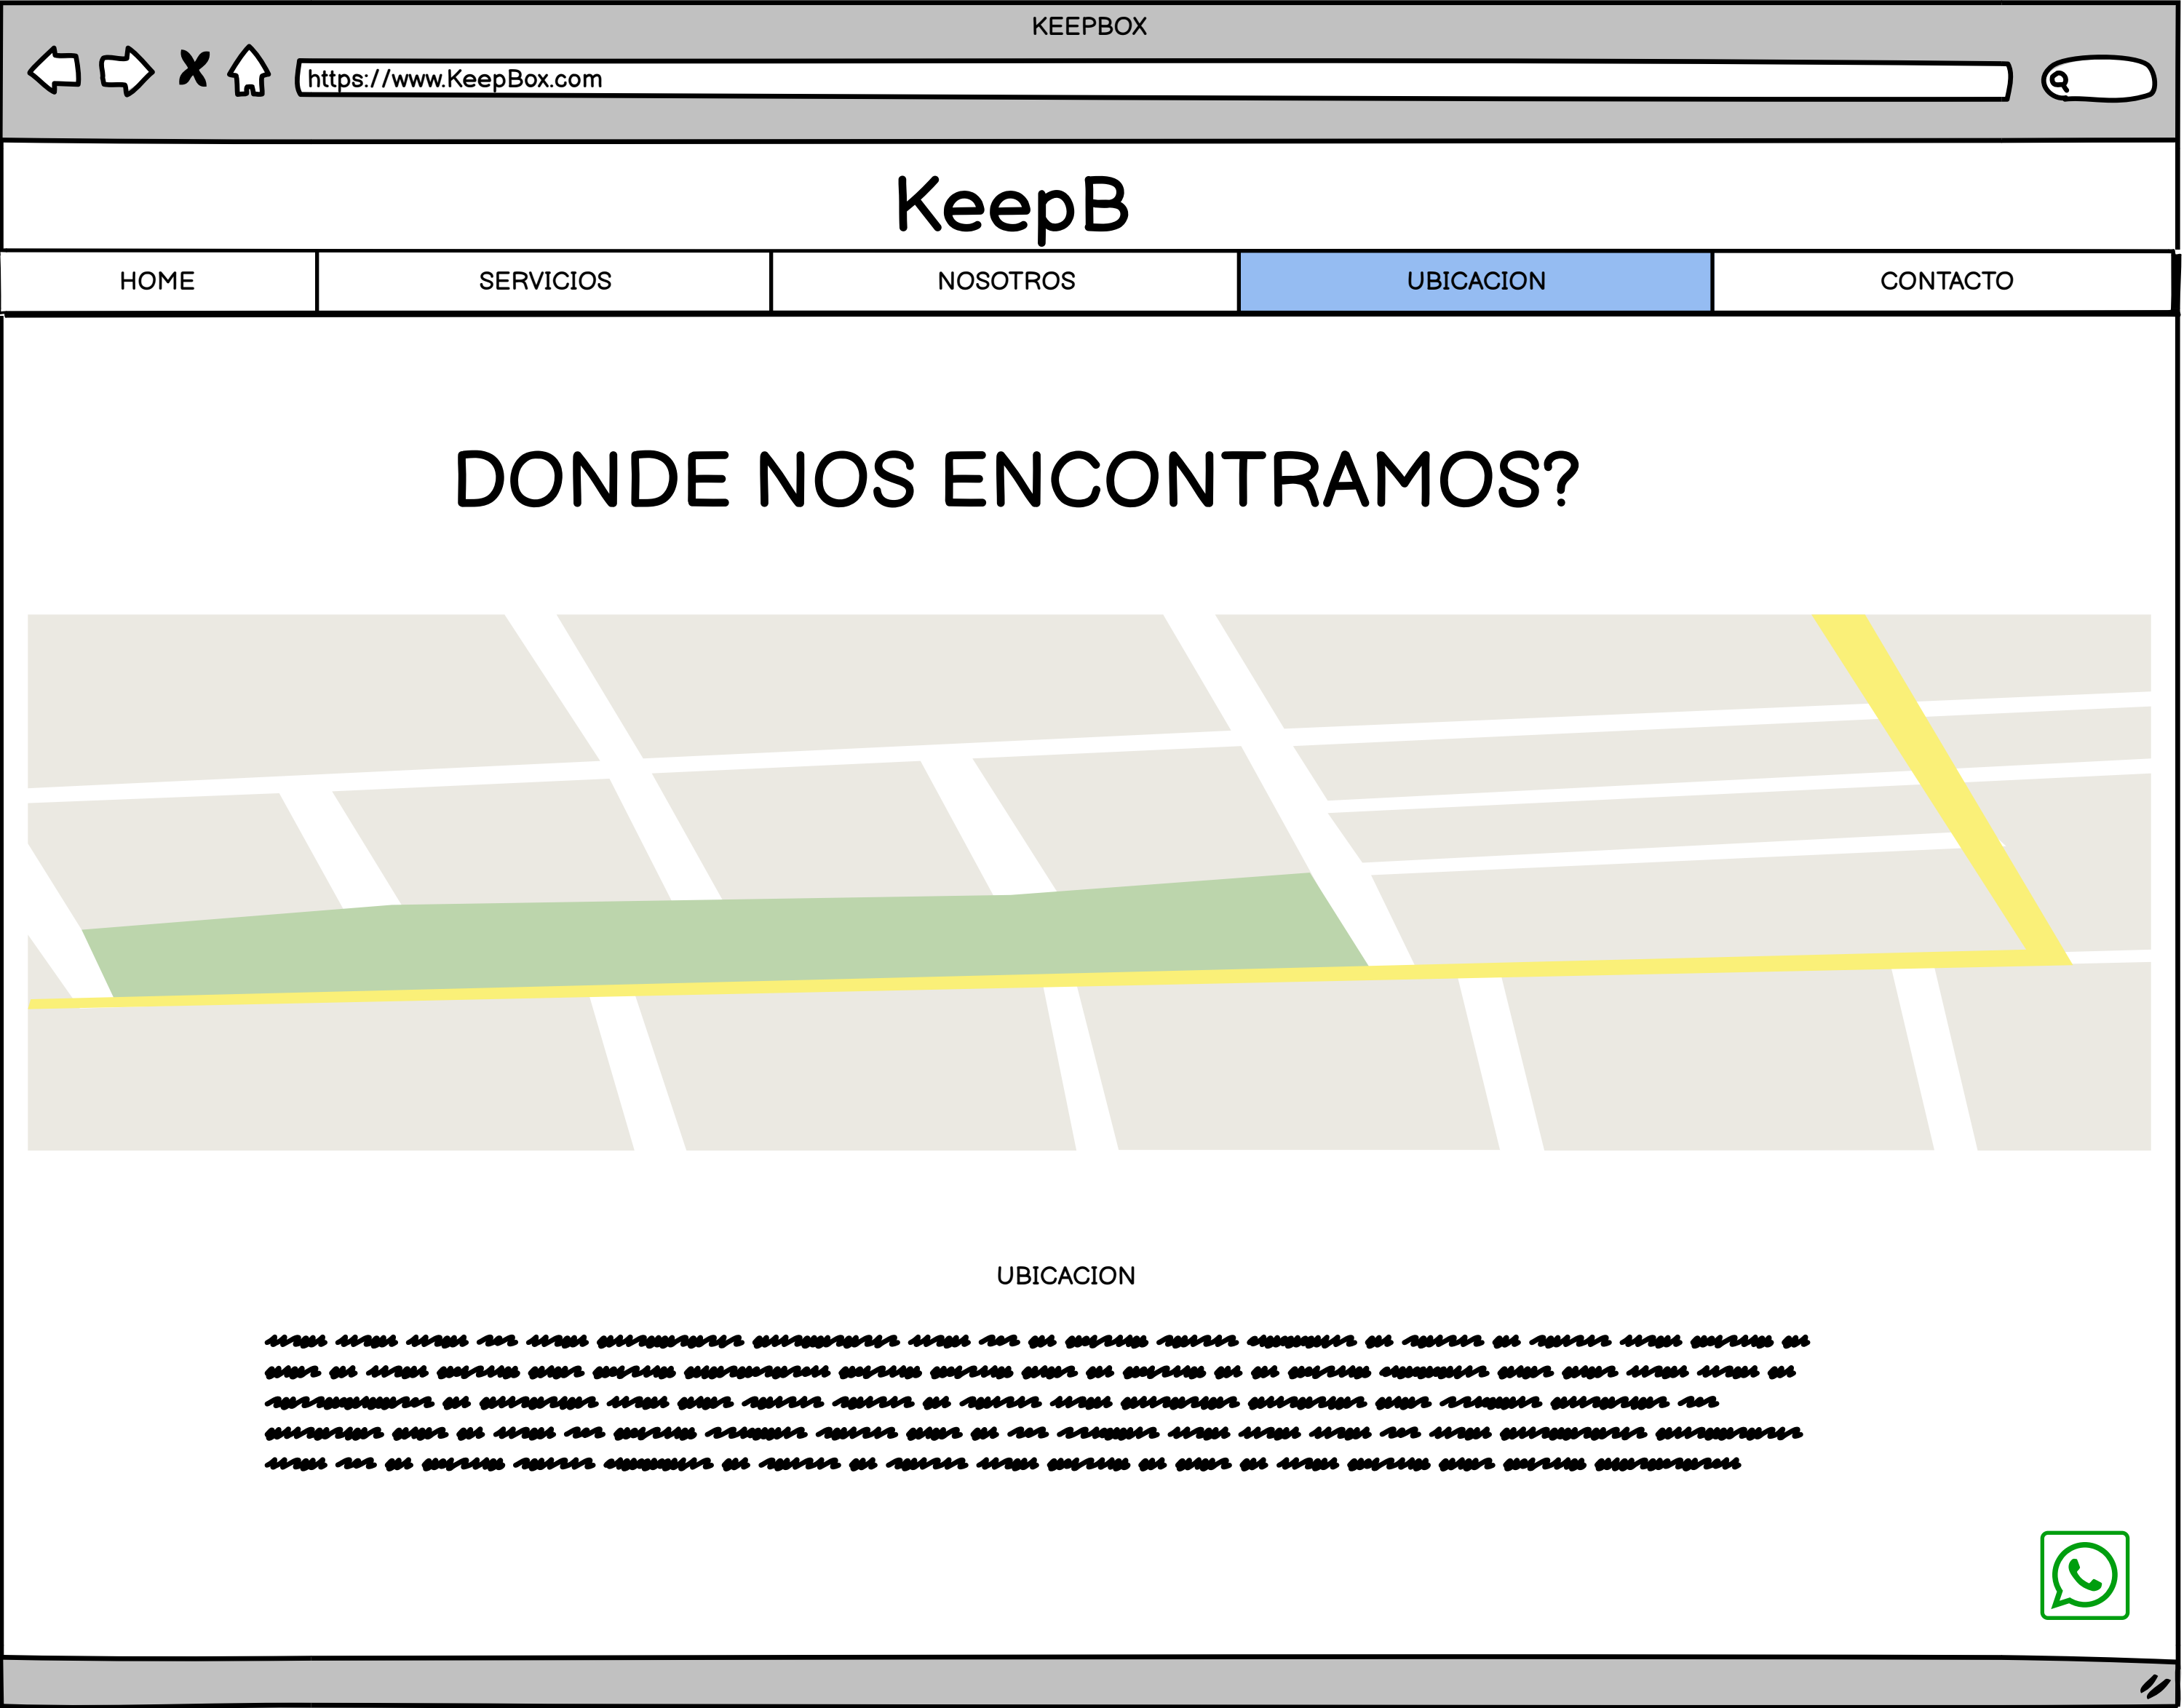 KEEPBOX
https://www.KeepBox.com
KeepB
HOME SERVICIOS NOSOTROS UBICACION CONTACTO
DONDE NOS ENCONTRAMOS?
UBICACION